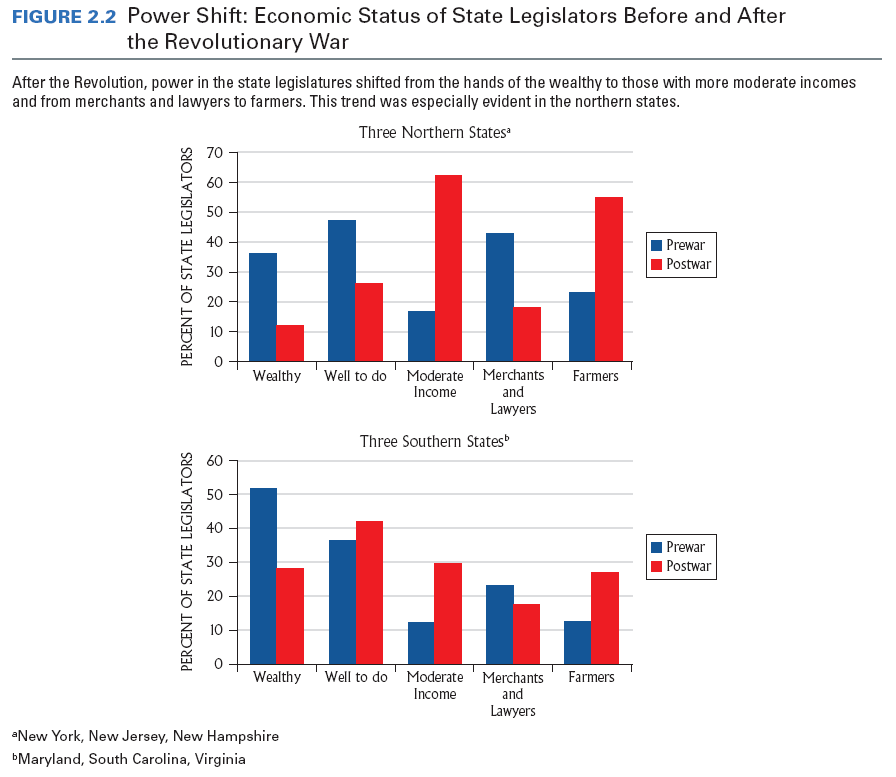 FIGURE 2.2 Power Shift: Economic Status of State Legislators Before and After
the Revolutionary War
After the Revolution, power in the state legislatures shifted from the hands of the wealthy to those with more moderate incomes
and from merchants and lawyers to farmers. This trend was especially evident in the northern states.
Three Northern Statesᵃ
PERCENT OF STATE LEGISLATORS
70
60
50
40
30
20
10
0
Wealthy
Well to do
Moderate
Income
Merchants
and
Lawyers
Farmers
Prewar
Postwar
Three Southern Statesᵇ
PERCENT OF STATE LEGISLATORS
60
50
40
30
20
10
0
Wealthy
Well to do
Moderate
Income
Merchants
and
Lawyers
Farmers
Prewar
Postwar
ᵃNew York, New Jersey, New Hampshire
ᵇMaryland, South Carolina, Virginia